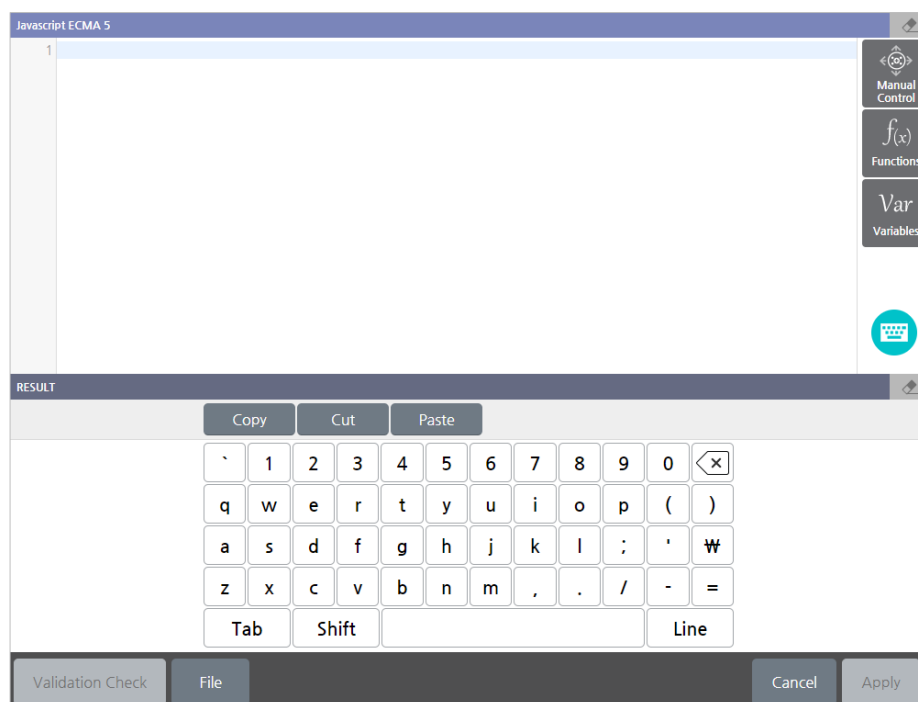 Javascript ECMA 5
1
Manual
Control
f(x)
Functions
Var
Variables
RESULT
Copy Cut Paste
` 1 2 3 4 5 6 7 8 9 0
q w e r t y u i o p ( )
a s d f g h j k l ; ' ₩
z x c v b n m , . / - =
Tab Shift Line
Validation Check File Cancel Apply